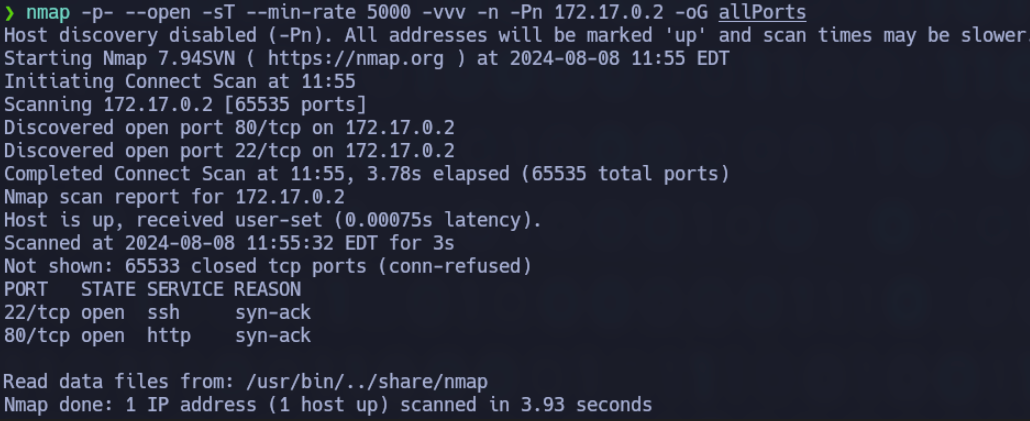 ❯ nmap -p- --open -sT --min-rate 5000 -vvv -n -Pn 172.17.0.2 -oG allPorts
Host discovery disabled (-Pn). All addresses will be marked 'up' and scan times may be slower.
Starting Nmap 7.94SVN ( https://nmap.org ) at 2024-08-08 11:55 EDT
Initiating Connect Scan at 11:55
Scanning 172.17.0.2 [65535 ports]
Discovered open port 80/tcp on 172.17.0.2
Discovered open port 22/tcp on 172.17.0.2
Completed Connect Scan at 11:55, 3.78s elapsed (65535 total ports)
Nmap scan report for 172.17.0.2
Host is up, received user-set (0.00075s latency).
Scanned at 2024-08-08 11:55:32 EDT for 3s
Not shown: 65533 closed tcp ports (conn-refused)
PORT   STATE SERVICE REASON
22/tcp open  ssh     syn-ack
80/tcp open  http    syn-ack
Read data files from: /usr/bin/../share/nmap
Nmap done: 1 IP address (1 host up) scanned in 3.93 seconds